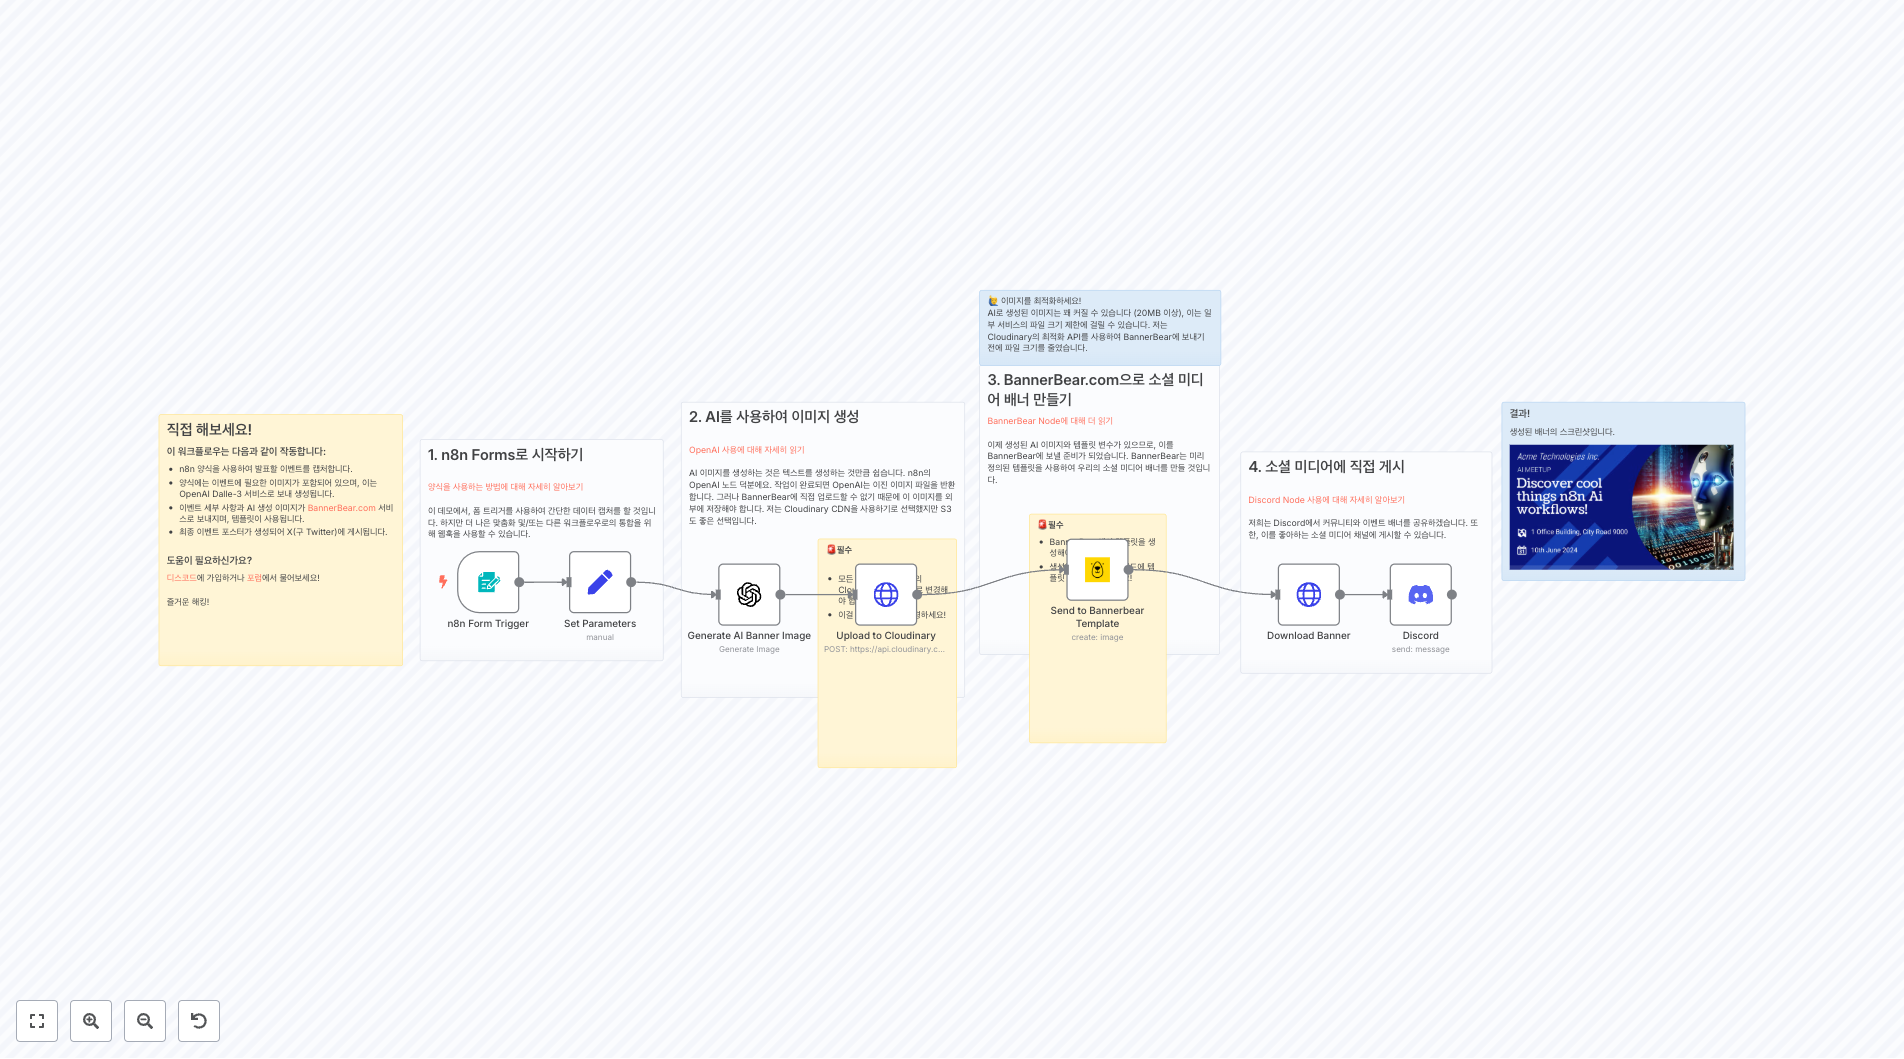 직접 해보세요!
이 워크플로우는 다음과 같이 작동합니다:
n8n 양식을 사용하여 발표할 이벤트를 캡처합니다.
양식에는 이벤트에 필요한 이미지가 포함되어 있으며, 이는
OpenAI Dalle-3 서비스로 보내 생성됩니다.
이벤트 세부 사항과 AI 생성 이미지가 BannerBear.com 서비
스로 보내지며, 템플릿이 사용됩니다.
최종 이벤트 포스터가 생성되어 X(구 Twitter)에 게시됩니다.
도움이 필요하신가요?
디스코드에 가입하거나 포럼에서 물어보세요!
즐거운 해킹!
1. n8n Forms로 시작하기
양식을 사용하는 방법에 대해 자세히 알아보기
이 데모에서, 폼 트리거를 사용하여 간단한 데이터 캡처를 할 것입니
다. 하지만 더 나은 맞춤화 및/또는 다른 워크플로우로의 통합을 위
해 웹훅을 사용할 수 있습니다.
n8n Form Trigger
Set Parameters
manual
2. AI를 사용하여 이미지 생성
OpenAI 사용에 대해 자세히 읽기
AI 이미지를 생성하는 것은 텍스트를 생성하는 것만큼 쉽습니다. n8n의
OpenAI 노드 덕분에요. 작업이 완료되면 OpenAI는 이진 이미지 파일을 반환
합니다. 그러나 BannerBear에 직접 업로드할 수 없기 때문에 이 이미지를 외
부에 저장해야 합니다. 저는 Cloudinary CDN을 사용하기로 선택했지만 S3
도 좋은 선택입니다.
🚨필수
모든
변경해
이걸
Generate AI Banner Image
Generate Image
Upload to Cloudinary
POST: https://api.cloudinary.c...
🙋 이미지를 최적화하세요!
AI로 생성된 이미지는 꽤 커질 수 있습니다 (20MB 이상), 이는 일
부 서비스의 파일 크기 제한에 걸릴 수 있습니다. 저는
Cloudinary의 최적화 API를 사용하여 BannerBear에 보내기
전에 파일 크기를 줄였습니다.
3. BannerBear.com으로 소셜 미디
어 배너 만들기
BannerBear Node에 대해 더 읽기
이제 생성된 AI 이미지와 템플릿 변수가 있으므로, 이를
BannerBear에 보낼 준비가 되었습니다. BannerBear는 미리
정의된 템플릿을 사용하여 우리의 소셜 미디어 배너를 만들 것입니
다.
🚨필수
Send to Bannerbear
Template
create: image
4. 소셜 미디어에 직접 게시
Discord Node 사용에 대해 자세히 알아보기
저희는 Discord에서 커뮤니티와 이벤트 배너를 공유하겠습니다. 또
한, 이를 좋아하는 소셜 미디어 채널에 게시할 수 있습니다.
Download Banner
Discord
send: message
결과!
생성된 배너의 스크린샷입니다.
Acme Technologies Inc.
AI MEETUP
Discover cool
things n8n Ai
workflows!
1 Office Building, City Road 9000
10th June 2024